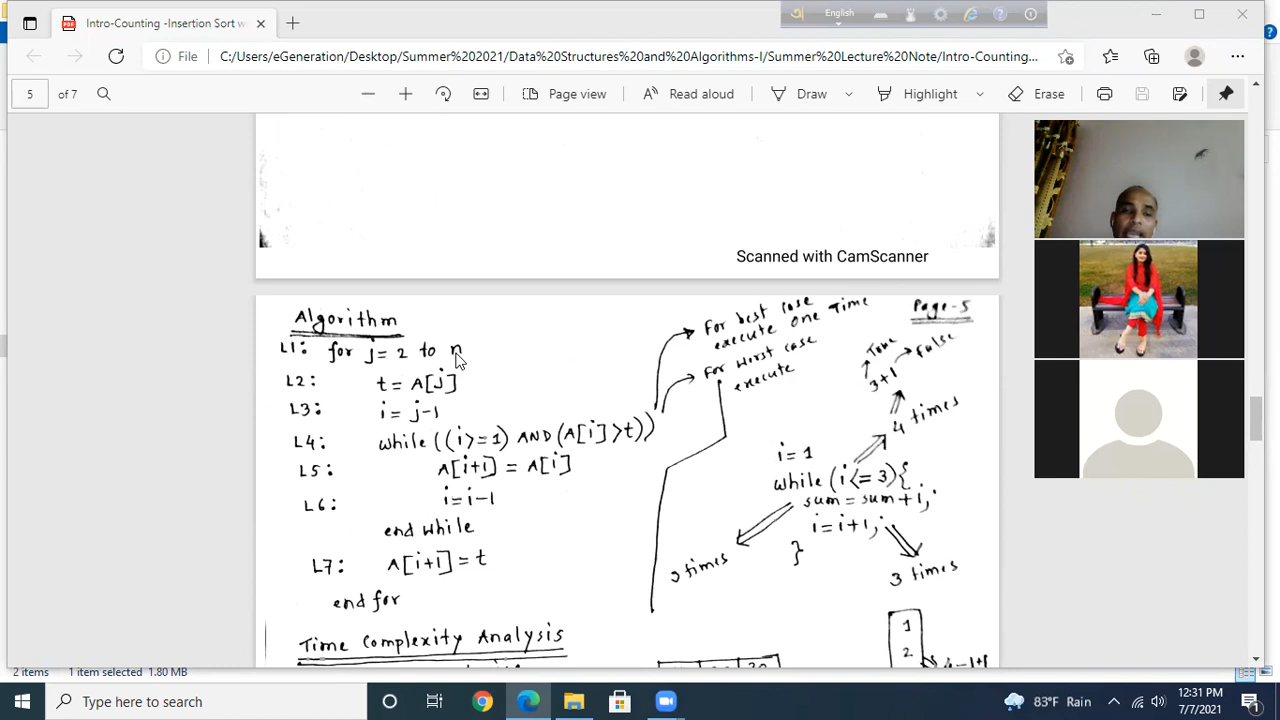 Intro-Counting -Insertion Sort w
English
File
C:/Users/eGeneration/Desktop/Summer%202021/Data%20Structures%20and%20Algorithms-I/Summer%20Lecture%20Note/Intro-Counting...
5 of 7
Page view
Read aloud
Draw
Highlight
Erase
Scanned with CamScanner
Page-5
Algorithm
L1: for j= 2 to n
L2: t= A[j]
L3: i= j-1
L4: while((i>=1) AND (A[i]>t))
L5: A[i+1] = A[i]
L6: i=i-1
end while
L7: A[i+1]=t
end for
For best case
execute one Time
For Worst case
execute
True
False
3+1
4 times
i=1
while (i<=3){
sum=sum+i;
i=i+1;
}
3 times
3 times
Time Complexity Analysis
1
2
2 items
1 item selected 1.80 MB
Type here to search
83°F Rain
12:31 PM
7/7/2021